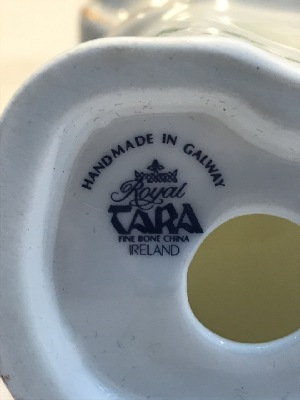 HANDMADE IN GALWAY
Royal
TARA
FINE BONE CHINA
IRELAND